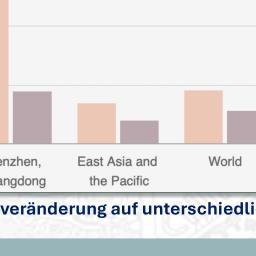 enzhen,
angdong
East Asia and
the Pacific
World
veränderung auf unterschiedli